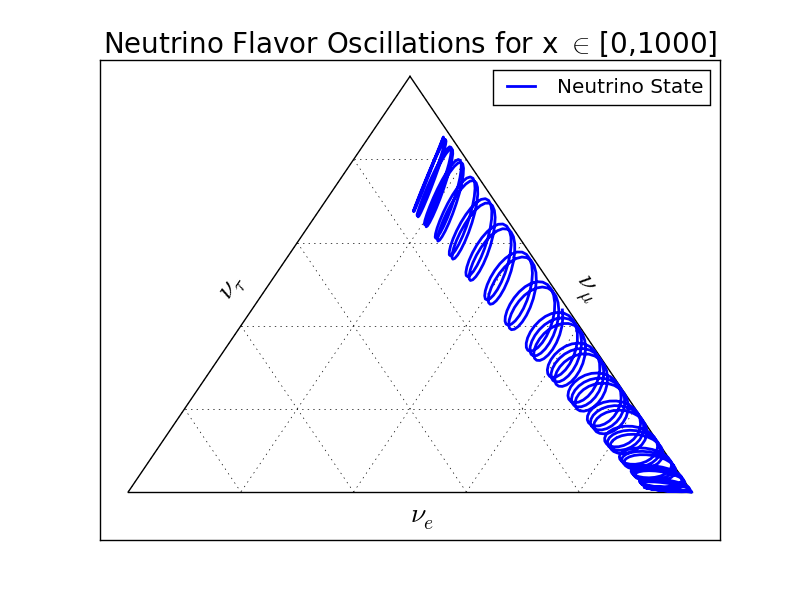 Neutrino Flavor Oscillations for x ∈ [0,1000]
Neutrino State
ν_τ
ν_μ
ν_e